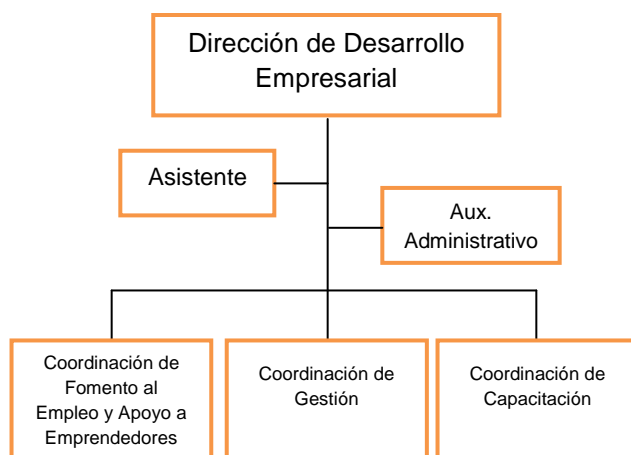 Dirección de Desarrollo
Empresarial
Asistente
Aux.
Administrativo
Coordinación de
Fomento al
Empleo y Apoyo a
Emprendedores
Coordinación de
Gestión
Coordinación de
Capacitación